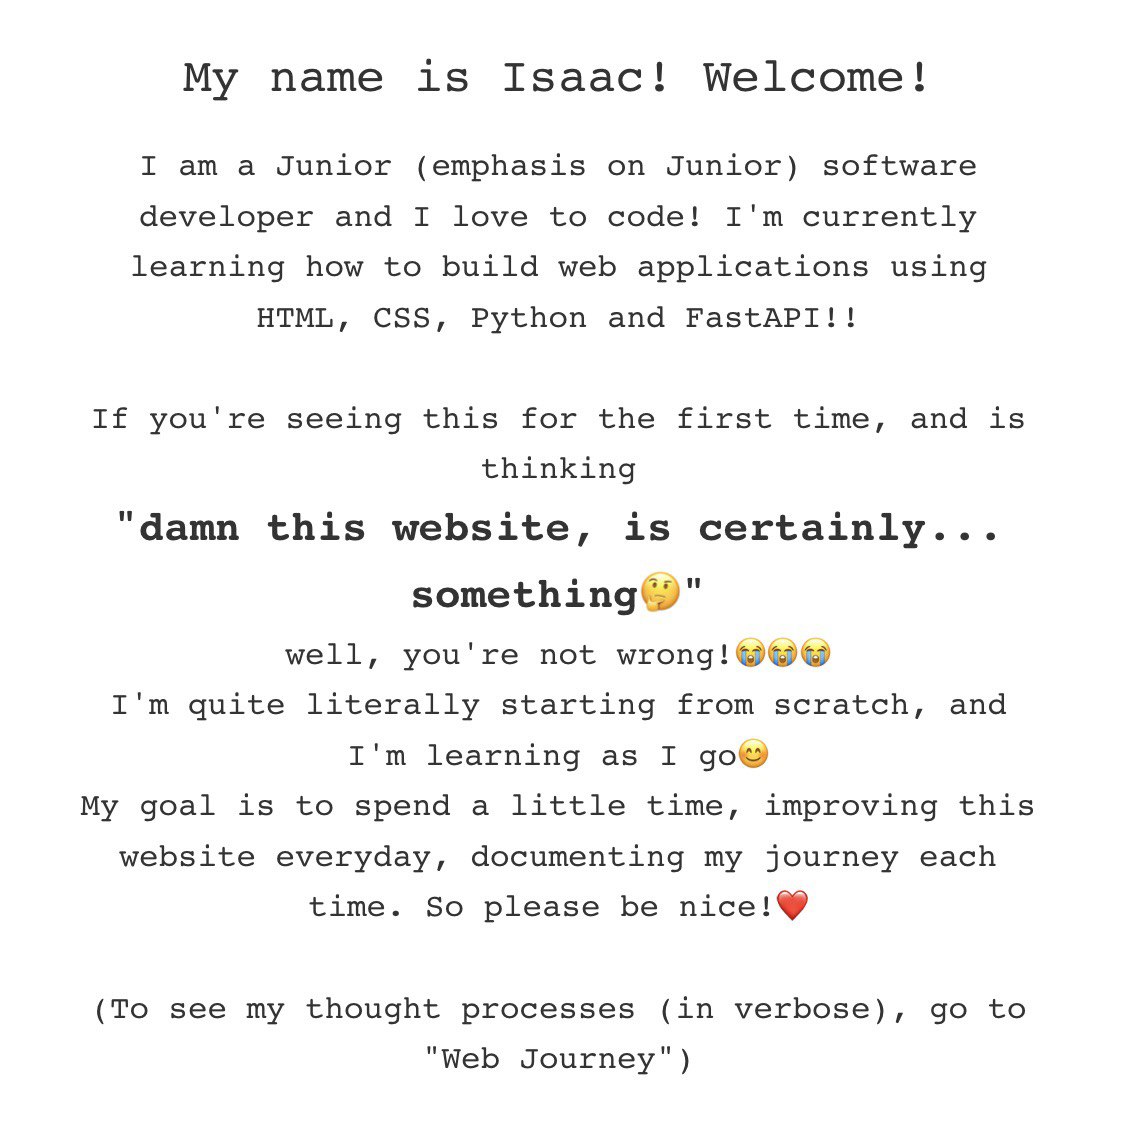 My name is Isaac! Welcome!
I am a Junior (emphasis on Junior) software
developer and I love to code! I'm currently
learning how to build web applications using
HTML, CSS, Python and FastAPI!!
If you're seeing this for the first time, and is
thinking
"damn this website, is certainly...
something🤔"
well, you're not wrong!😭😭😭
I'm quite literally starting from scratch, and
I'm learning as I go😊
My goal is to spend a little time, improving this
website everyday, documenting my journey each
time. So please be nice!❤️
(To see my thought processes (in verbose), go to
"Web Journey")